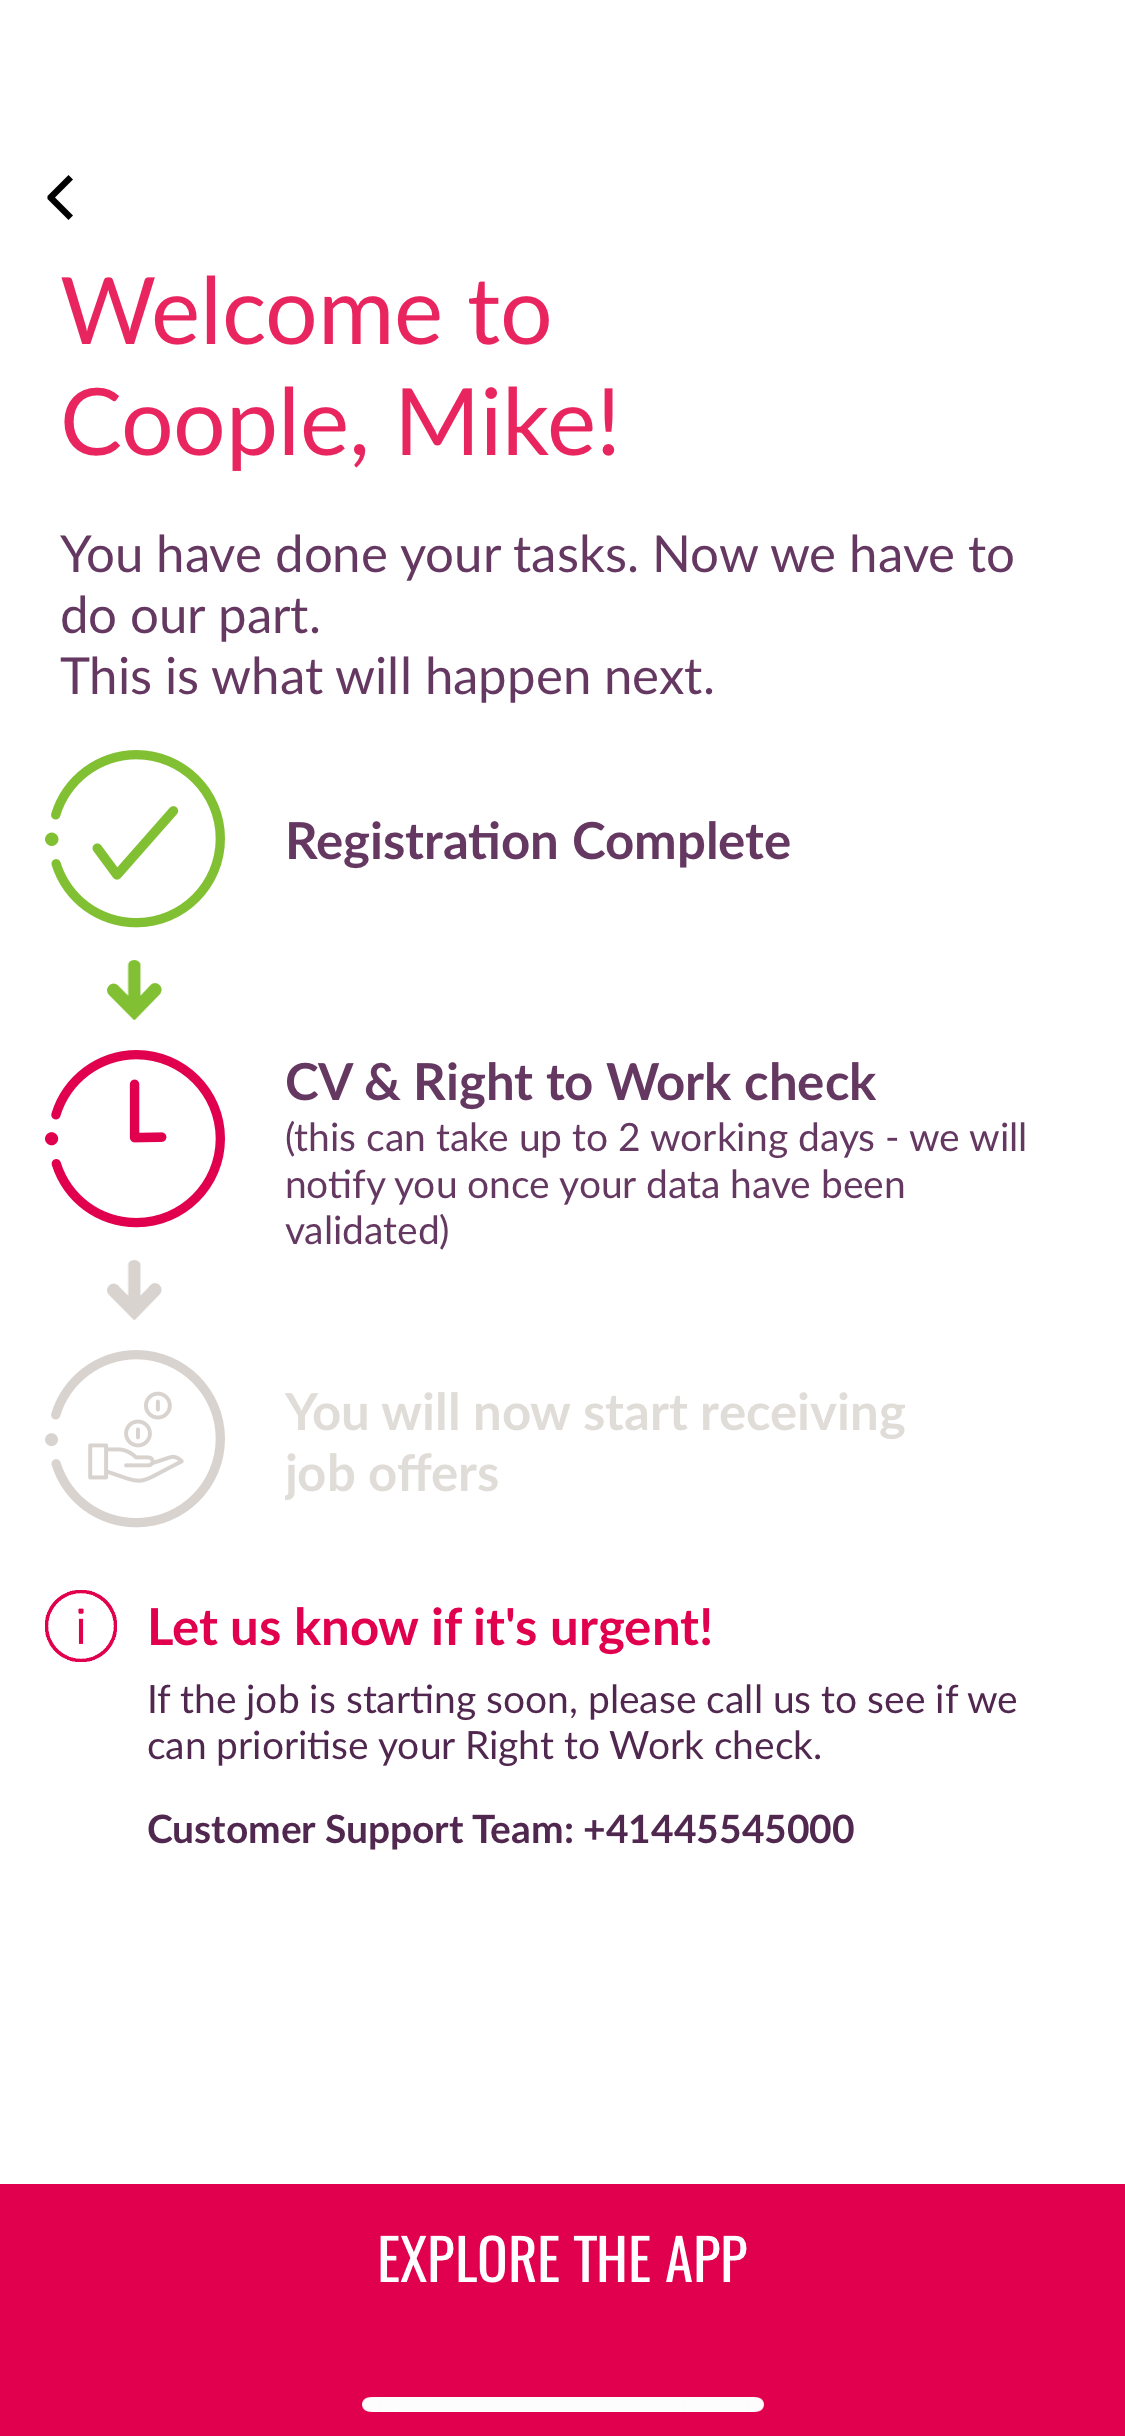 Welcome to
Coople, Mike!
You have done your tasks. Now we have to
do our part.
This is what will happen next.
Registration Complete
CV & Right to Work check
(this can take up to 2 working days - we will
notify you once your data have been
validated)
You will now start receiving
job offers
Let us know if it's urgent!
If the job is starting soon, please call us to see if we
can prioritise your Right to Work check.
Customer Support Team: +41445545000
EXPLORE THE APP